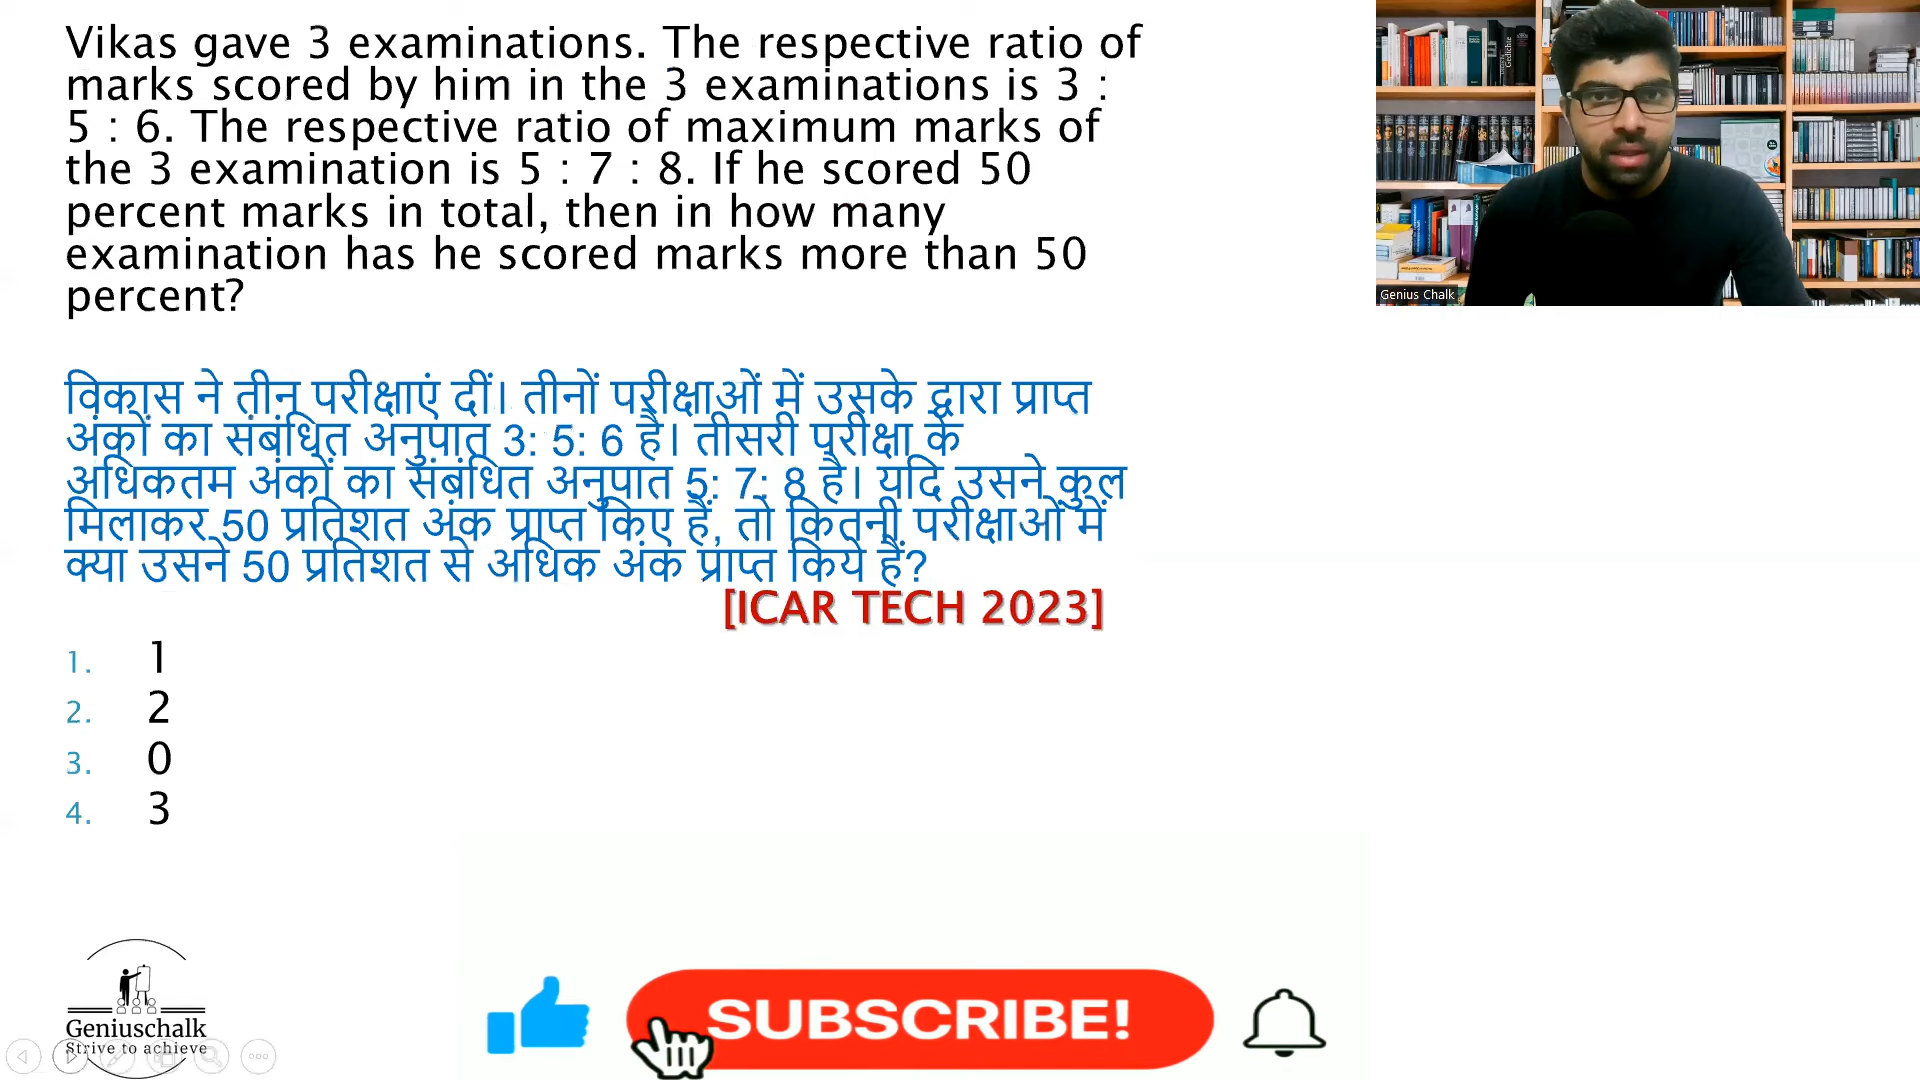 Vikas gave 3 examinations. The respective ratio of
marks scored by him in the 3 examinations is 3 :
5 : 6. The respective ratio of maximum marks of
the 3 examination is 5 : 7 : 8. If he scored 50
percent marks in total, then in how many
examination has he scored marks more than 50
percent?
विकास ने तीन परीक्षाएं दीं। तीनों परीक्षाओं में उसके द्वारा प्राप्त
अंकों का संबंधित अनुपात 3: 5: 6 है। तीसरी परीक्षा के
अधिकतम अंकों का संबंधित अनुपात 5: 7: 8 है। यदि उसने कुल
मिलाकर 50 प्रतिशत अंक प्राप्त किए हैं, तो कितनी परीक्षाओं में
क्या उसने 50 प्रतिशत से अधिक अंक प्राप्त किये हैं?
[ICAR TECH 2023]
1. 1
2. 2
3. 0
4. 3
Genius Chalk
Geniuschalk
Strive to achieve
SUBSCRIBE!